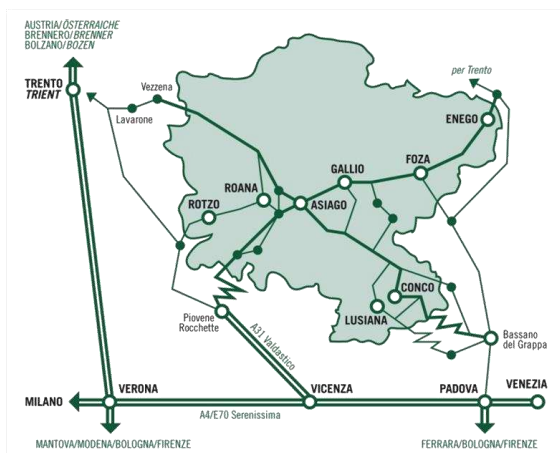 AUSTRIA/ÖSTERRAICHE
BRENNERO/BRENNER
BOLZANO/BOZEN
TRENTO
TRIENT
Vezzena
Lavarone
per Trento
ENEGO
FOZA
GALLIO
ROANA
ASIAGO
ROTZO
CONCO
LUSIANA
Piovene
Rocchette
A31 Valdastico
Bassano
del Grappa
MILANO
VERONA
VICENZA
PADOVA
VENEZIA
A4/E70 Serenissima
MANTOVA/MODENA/BOLOGNA/FIRENZE
FERRARA/BOLOGNA/FIRENZE